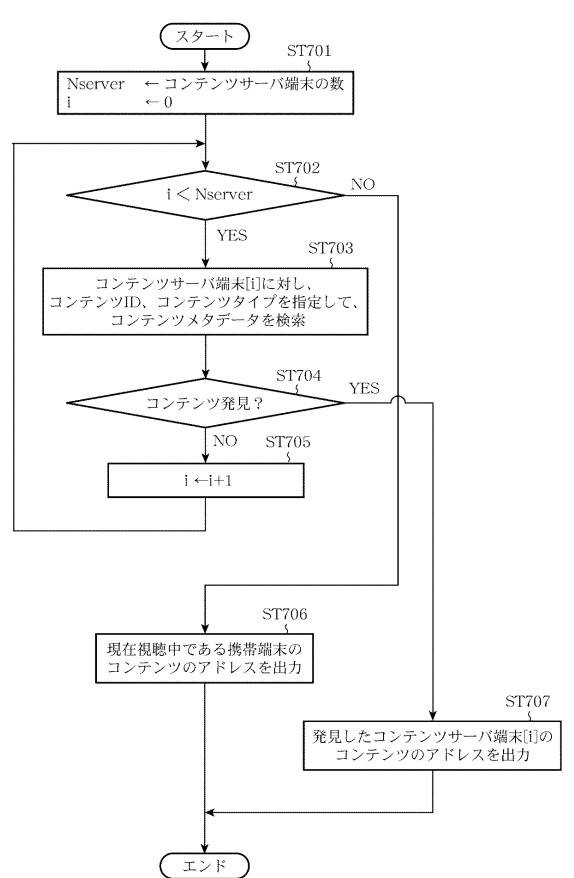 スタート
ST701
Nserver ← コンテンツサーバ端末の数
i ← 0
ST702
i < Nserver
NO
YES
ST703
コンテンツサーバ端末[i]に対し、
コンテンツID、コンテンツタイプを指定して、
コンテンツメタデータを検索
ST704
コンテンツ発見？
YES
NO
ST705
i ←i+1
ST706
現在視聴中である携帯端末の
コンテンツのアドレスを出力
ST707
発見したコンテンツサーバ端末[i]の
コンテンツのアドレスを出力
エンド